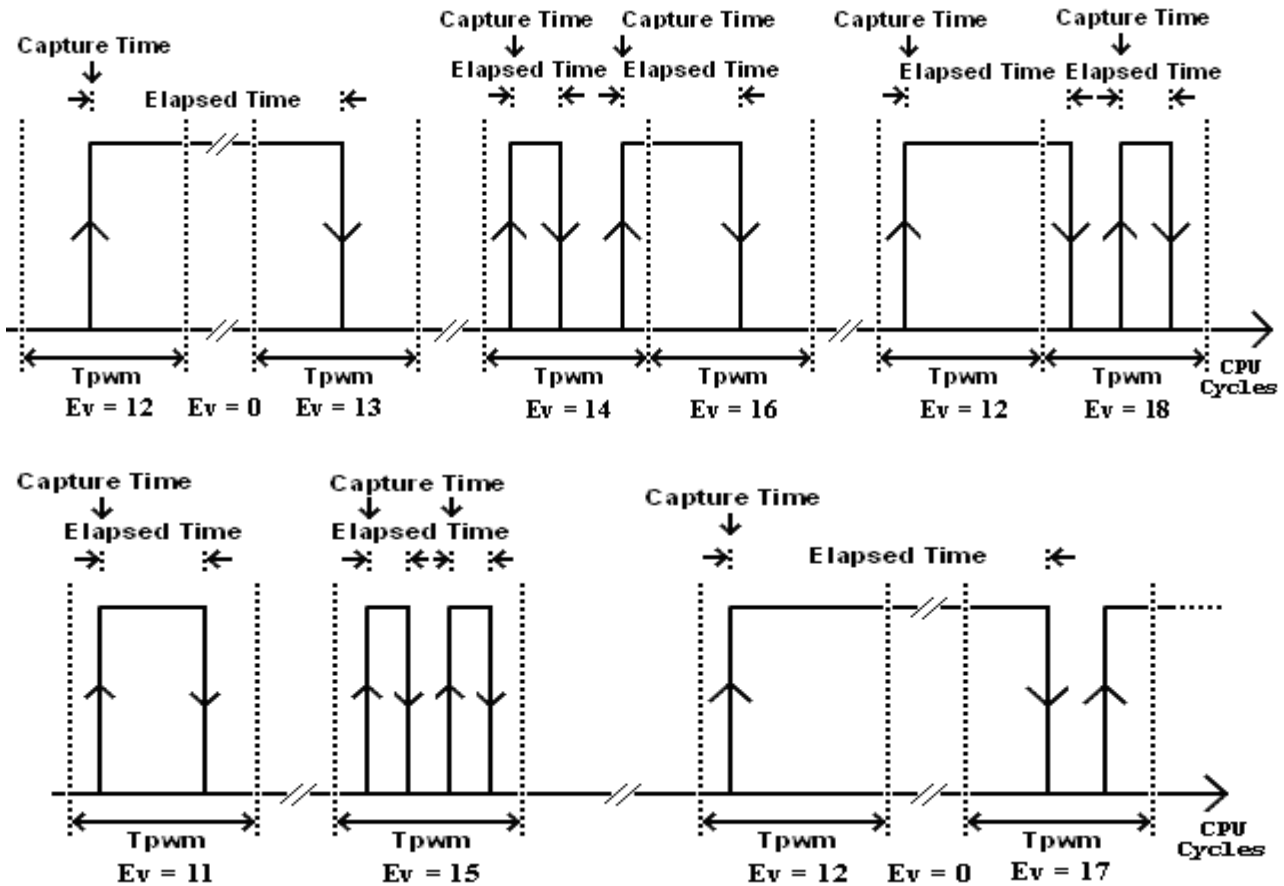 Capture Time Capture Time Capture Time
Capture Time Capture Time
Elapsed Time Elapsed Time Elapsed Time Elapsed Time
Elapsed Time
Tpwm Tpwm Tpwm Tpwm Tpwm Tpwm CPU
Cycles
Ev = 12 Ev = 0 Ev = 13 Ev = 14 Ev = 16 Ev = 12 Ev = 18
Capture Time Capture Time Capture Time
Elapsed Time Elapsed Time Elapsed Time
Tpwm Tpwm Tpwm Tpwm CPU
Cycles
Ev = 11 Ev = 15 Ev = 12 Ev = 0 Ev = 17